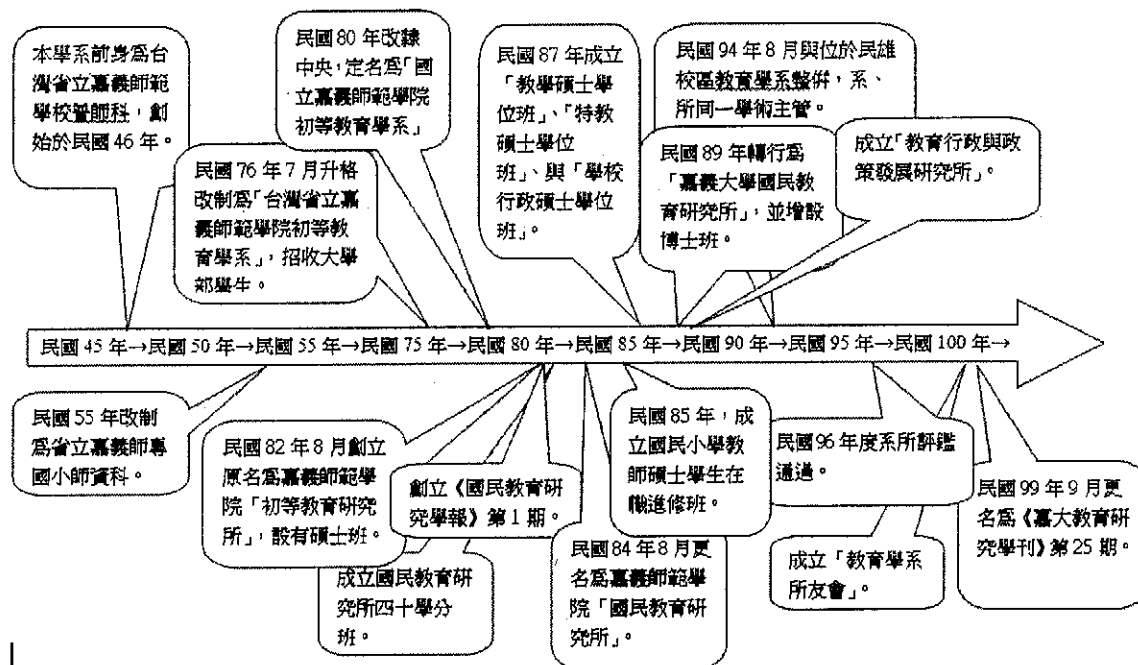 本學系前身為台
灣省立嘉義師範
學校暨師科，創
始於民國 46 年。
民國 76 年 7 月升格
改制為「台灣省立嘉
義師範學院初等教
育學系」，招收大學
部學生。
民國 80 年改隸
中央，定名為「國
立嘉義師範學院
初等教育學系」
民國 87 年成立
「教學碩士學
位班」、「特教
碩士學位
班」、與「學校
行政碩士學位
班」。
民國 94 年 8 月與位於民雄
校區教育學系整併，系、
所同一學術主管。
民國 89 年轉行為
「嘉義大學國民教
育研究所」，並增設
博士班。
成立「教育行政與政
策發展研究所」。
民國 45 年→民國 50 年→民國 55 年→民國 75 年→民國 80 年→民國 85 年→民國 90 年→民國 95 年→民國 100 年→
民國 55 年改制
為省立嘉義師專
國小師資科。
民國 82 年 8 月創立
原名為嘉義師範學
院「初等教育研究
所」，設有碩士班。
成立國民教育研
究所四十學分
班。
創立《國民教育研
究學報》第 1 期。
民國 84 年 8 月更
名為嘉義師範學
院「國民教育研
究所」。
民國 85 年，成
立國民小學教
師碩士學生在
職進修班。
民國 96 年度系所評鑑
通過。
成立「教育學系
所友會」。
民國 99 年 9 月更
名為《嘉大教育研
究學刊》第 25 期。